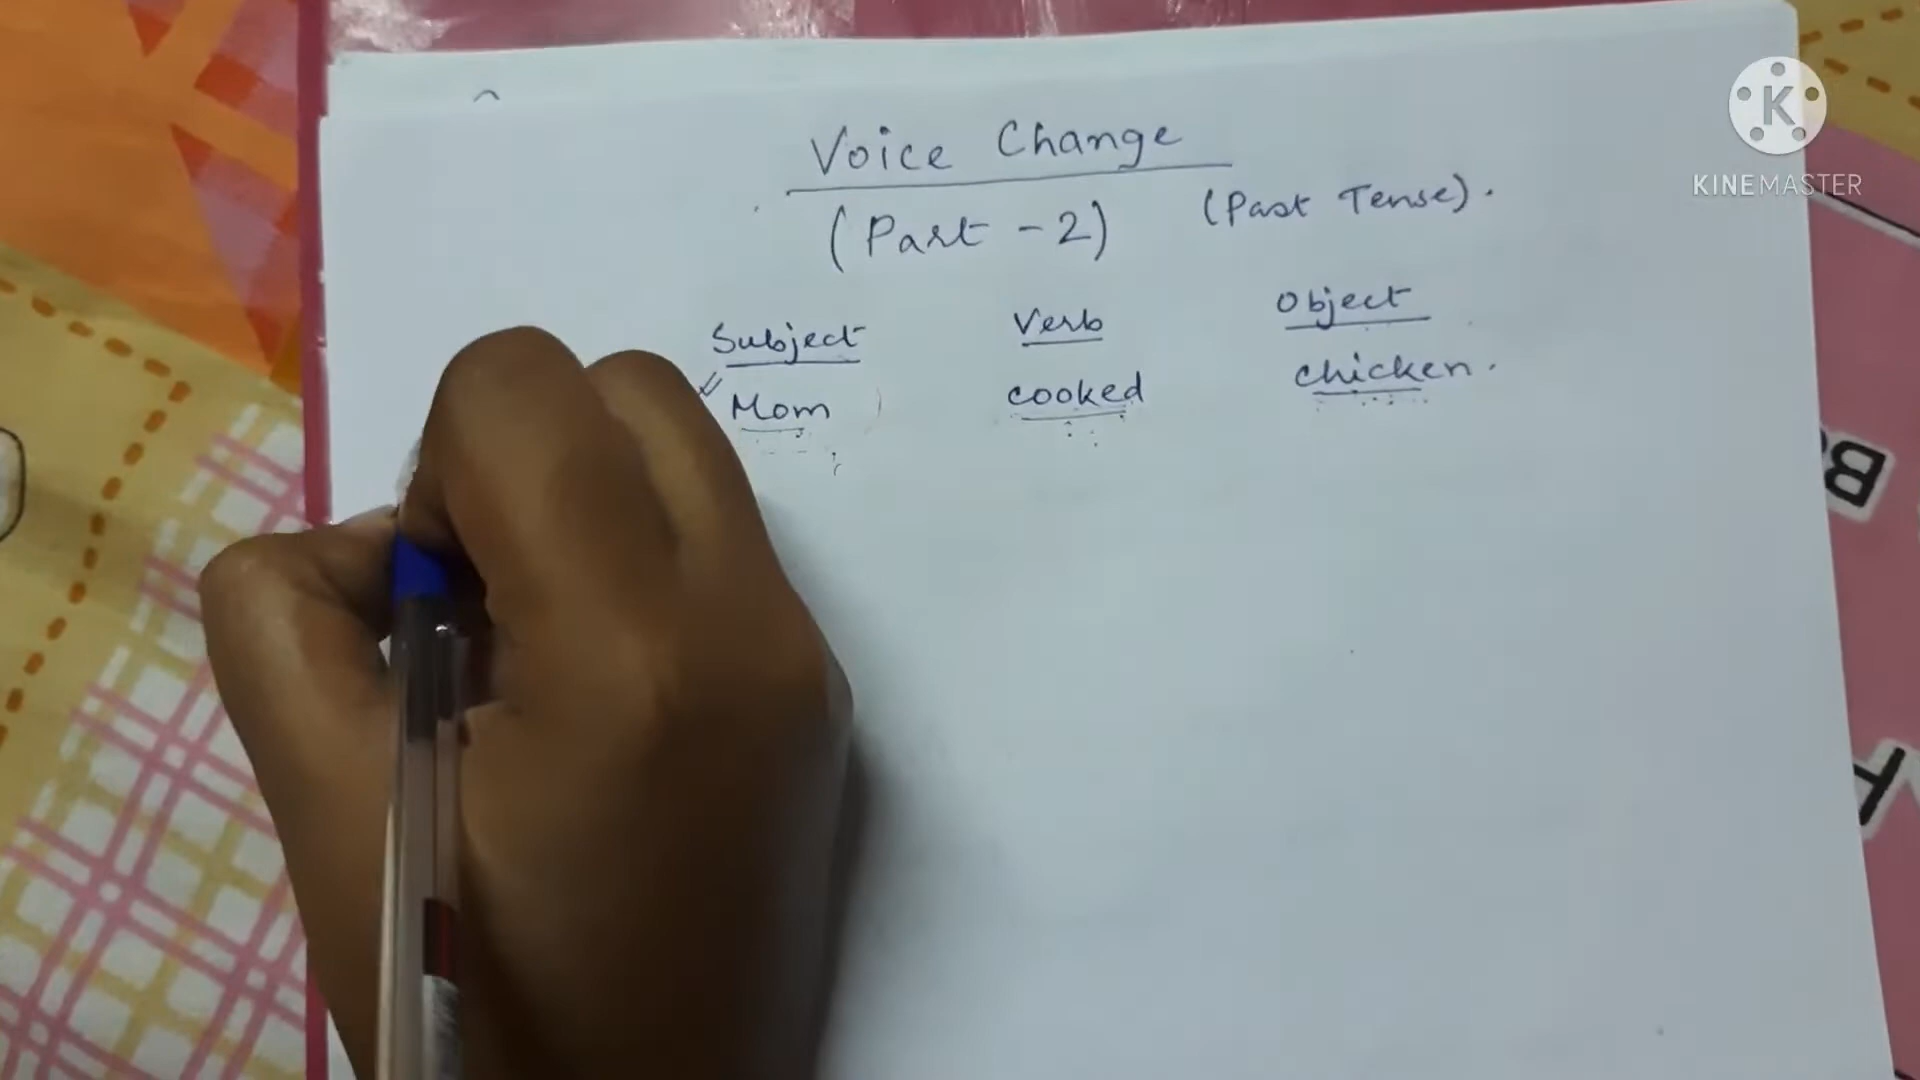 Voice Change
(Part - 2) (Past Tense).
Subject Verb Object
Mom cooked chicken.
KINEMASTER